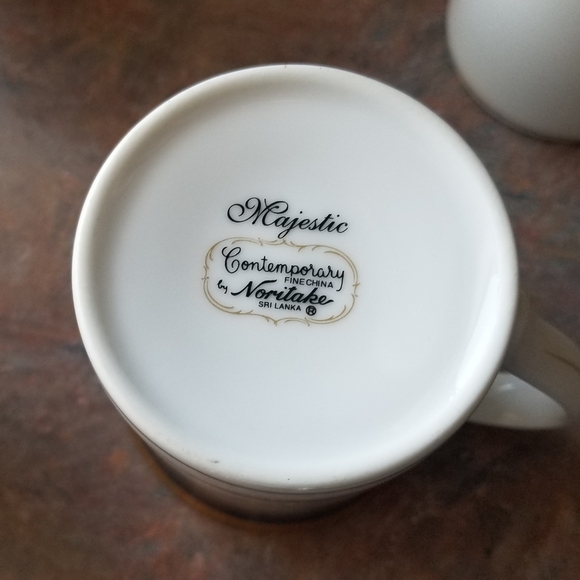 Majestic
Contemporary
FINE CHINA
by Noritake
SRI LANKA ®